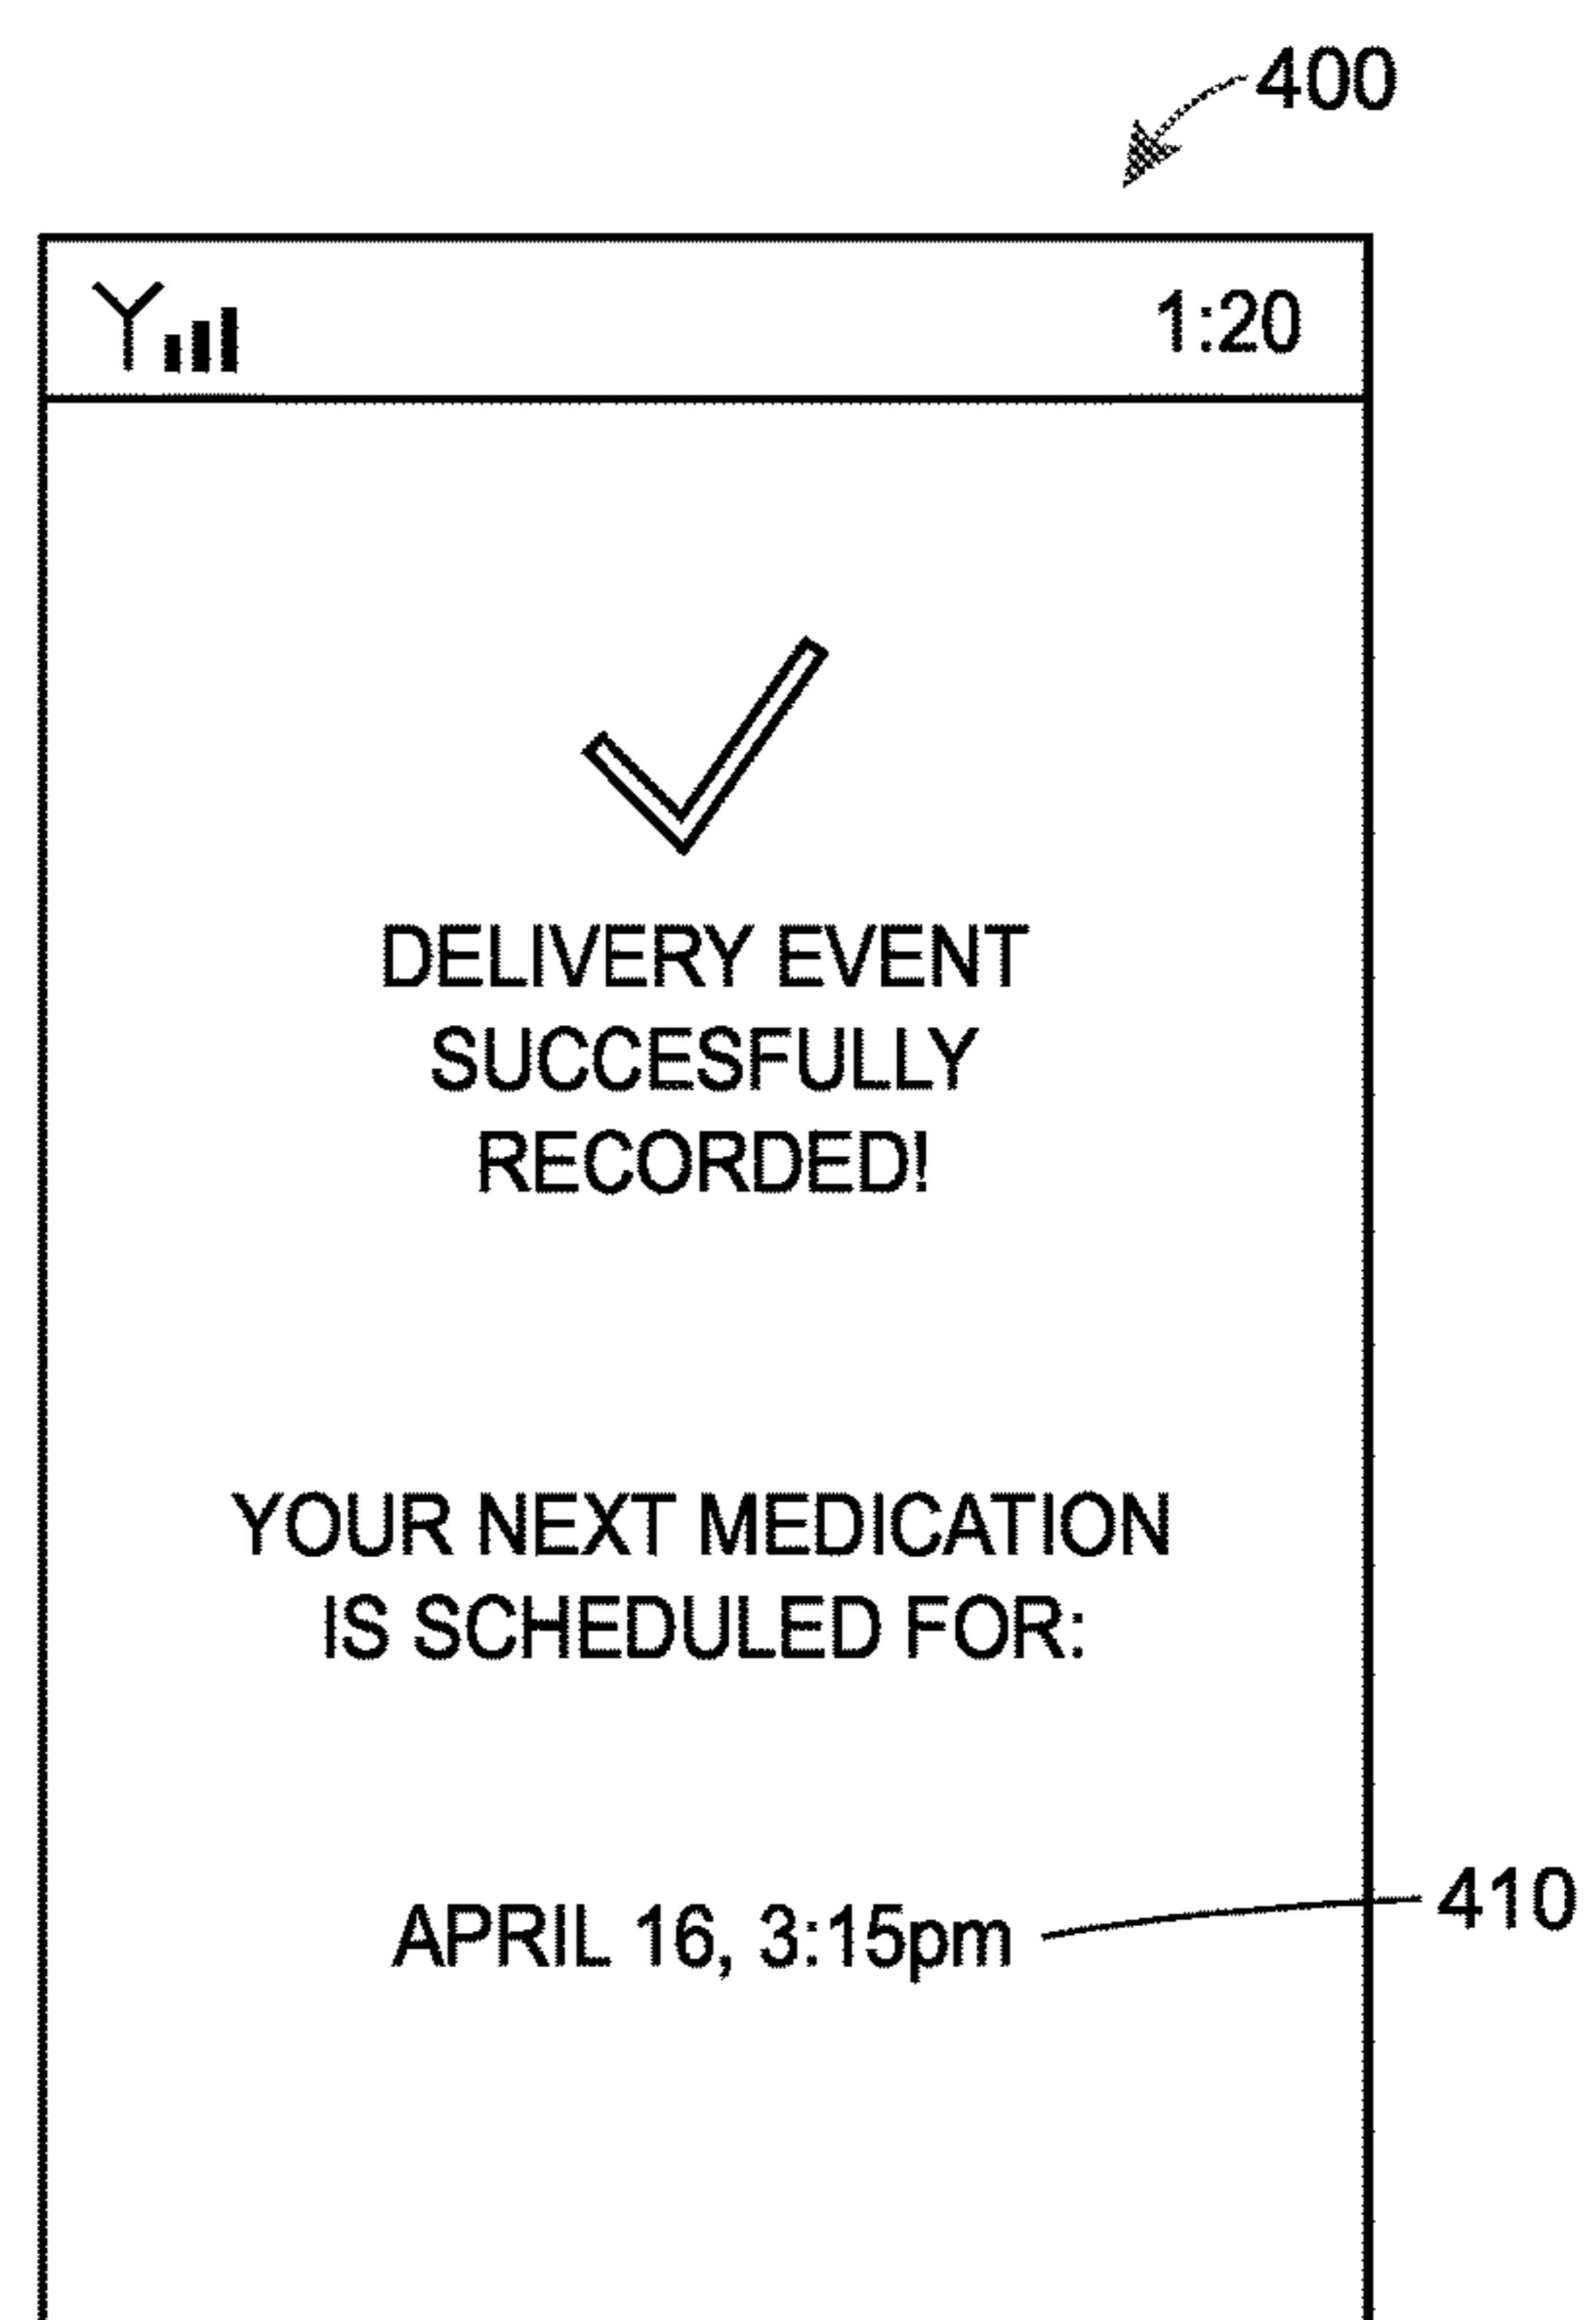 400
1:20
DELIVERY EVENT
SUCCESFULLY
RECORDED!
YOUR NEXT MEDICATION
IS SCHEDULED FOR:
APRIL 16, 3:15pm
410